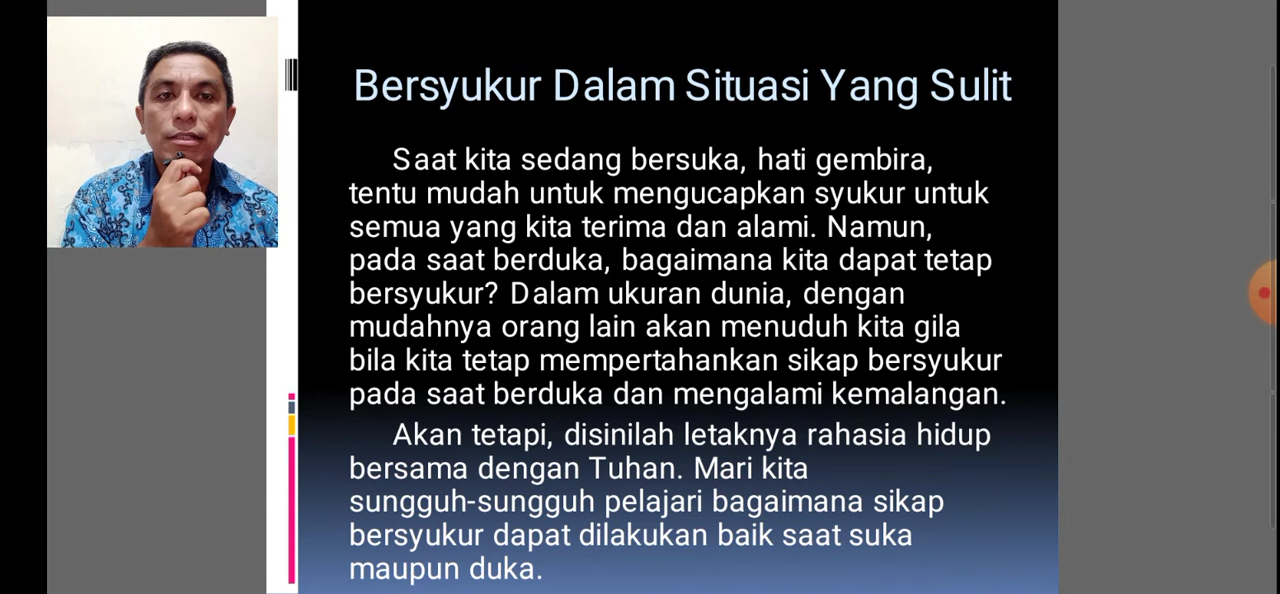 Bersyukur Dalam Situasi Yang Sulit
Saat kita sedang bersuka, hati gembira,
tentu mudah untuk mengucapkan syukur untuk
semua yang kita terima dan alami. Namun,
pada saat berduka, bagaimana kita dapat tetap
bersyukur? Dalam ukuran dunia, dengan
mudahnya orang lain akan menuduh kita gila
bila kita tetap mempertahankan sikap bersyukur
pada saat berduka dan mengalami kemalangan.
Akan tetapi, disinilah letaknya rahasia hidup
bersama dengan Tuhan. Mari kita
sungguh-sungguh pelajari bagaimana sikap
bersyukur dapat dilakukan baik saat suka
maupun duka.